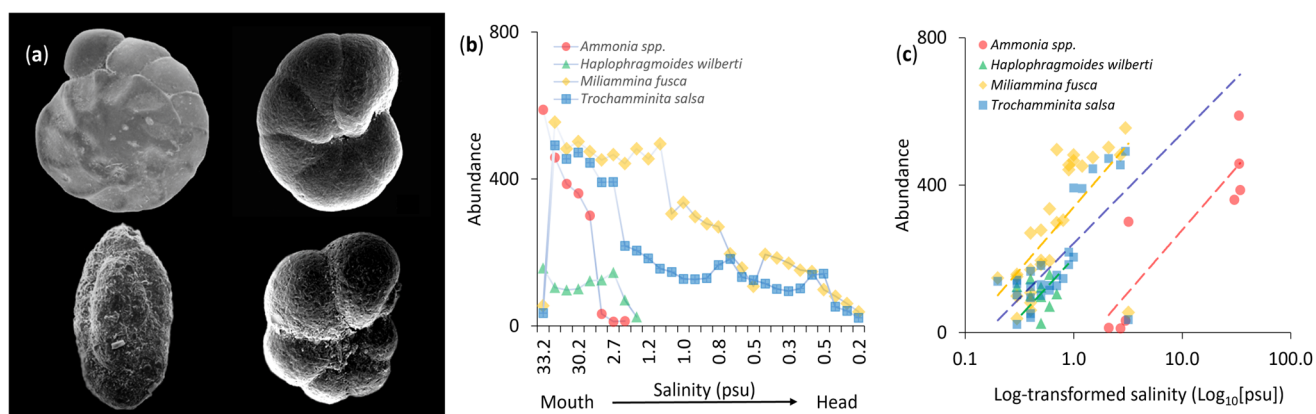 (a)
(b)
800
400
0
Abundance
Ammonia spp.
Haplophragmoides wilberti
Miliammina fusca
Trochamminita salsa
33.2
30.2
2.7
1.2
1.0
0.8
0.5
0.3
0.5
0.2
Salinity (psu)
Mouth
Head
(c)
800
400
0
Abundance
Ammonia spp.
Haplophragmoides wilberti
Miliammina fusca
Trochamminita salsa
0.1
1.0
10.0
100.0
Log-transformed salinity (Log10[psu])